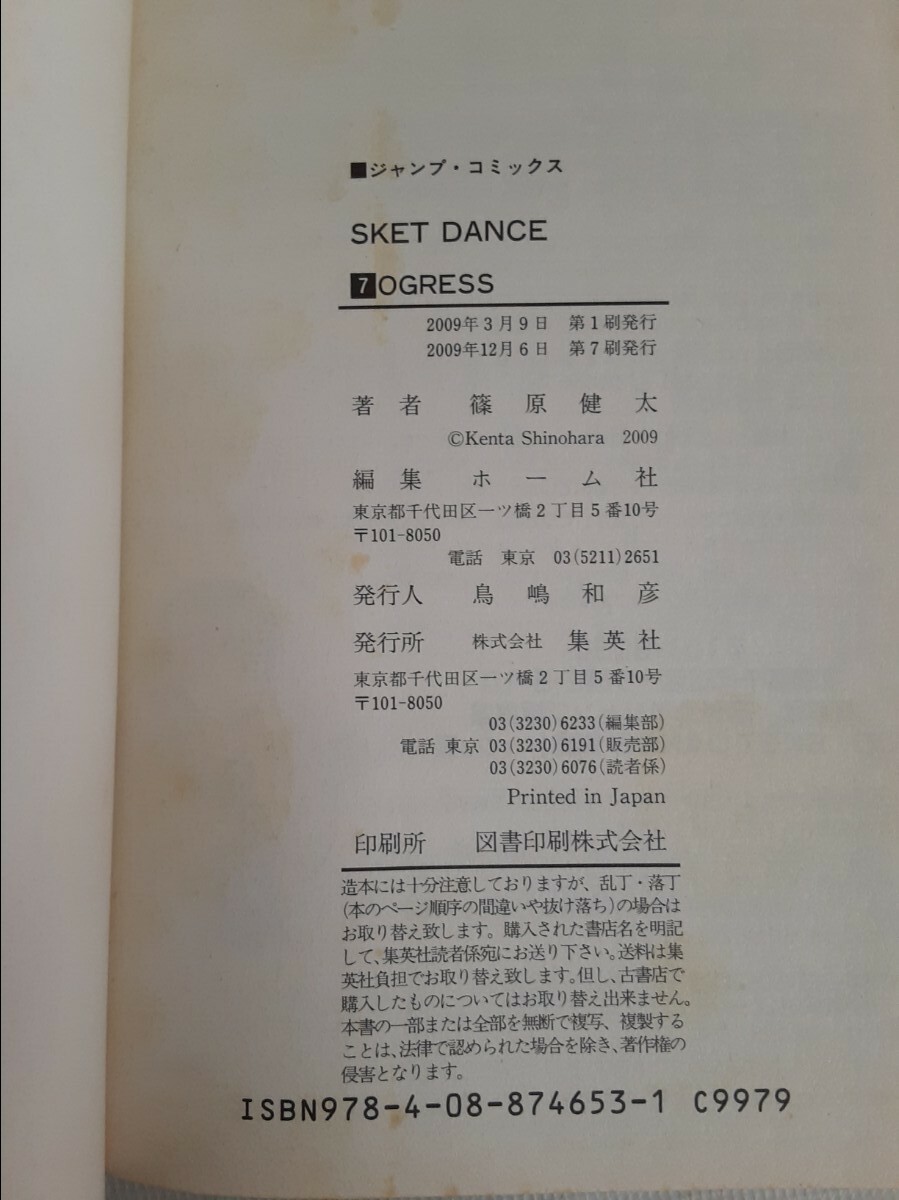 ■ジャンプ・コミックス
SKET DANCE
7 OGRESS
2009年3月9日 第1刷発行
2009年12月6日 第7刷発行
著者 篠原健太
©Kenta Shinohara 2009
編集 ホーム社
東京都千代田区一ツ橋2丁目5番10号
〒101-8050
電話 東京 03(5211)2651
発行人 鳥嶋和彦
発行所 株式会社 集英社
東京都千代田区一ツ橋2丁目5番10号
〒101-8050
03(3230)6233(編集部)
電話 東京 03(3230)6191(販売部)
03(3230)6076(読者係)
Printed in Japan
印刷所 図書印刷株式会社
造本には十分注意しておりますが、乱丁・落丁
(本のページ順序の間違いや抜け落ち)の場合は
お取り替え致します。購入された書店名を明記
して、集英社読者係宛にお送り下さい。送料は集
英社負担でお取り替え致します。但し、古書店で
購入したものについてはお取り替え出来ません。
本書の一部または全部を無断で複写、複製する
ことは、法律で認められた場合を除き、著作権の
侵害となります。
ISBN978-4-08-874653-1 C9979